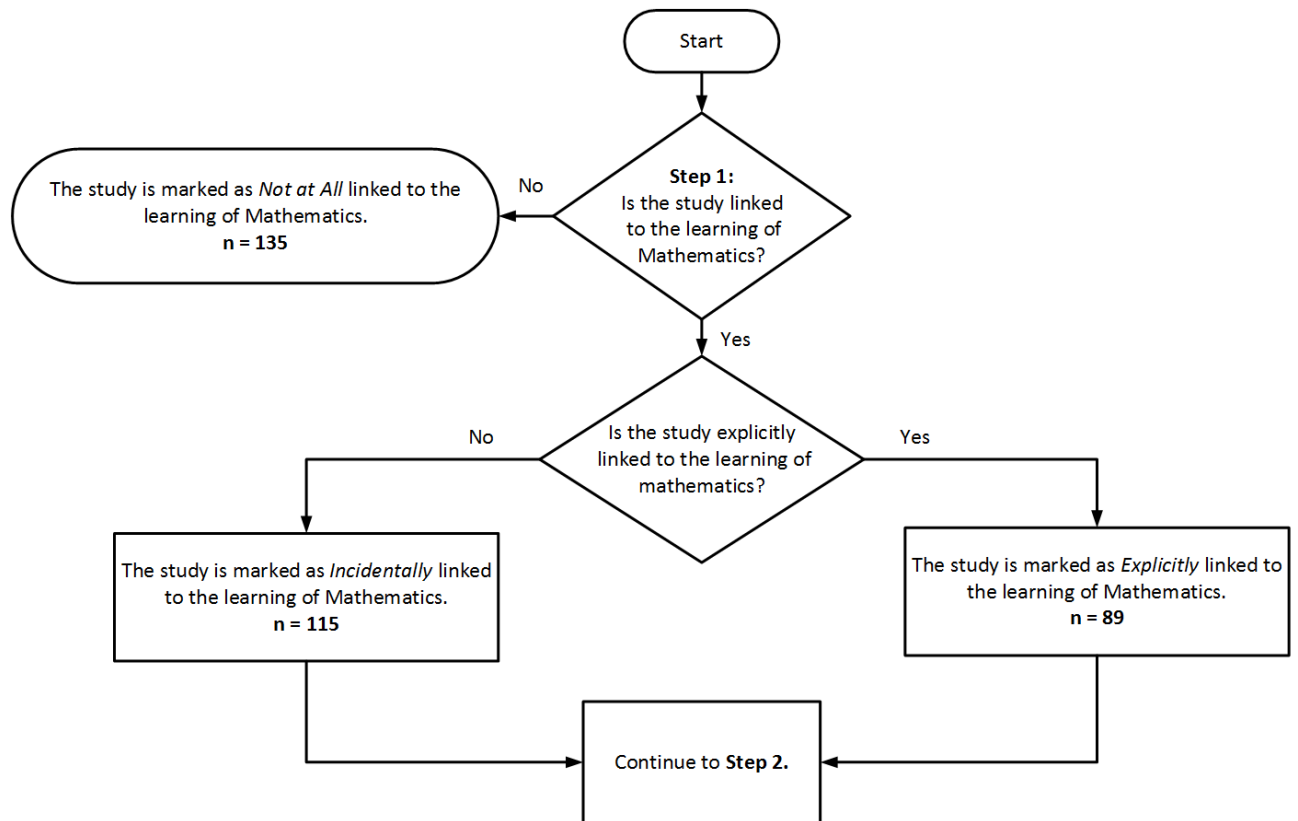 Start
Step 1:
Is the study linked
to the learning of
Mathematics?
No
The study is marked as Not at All linked to the
learning of Mathematics.
n = 135
Yes
Is the study explicitly
linked to the learning of
mathematics?
No
Yes
The study is marked as Incidentally linked
to the learning of Mathematics.
n = 115
The study is marked as Explicitly linked to
the learning of Mathematics.
n = 89
Continue to Step 2.